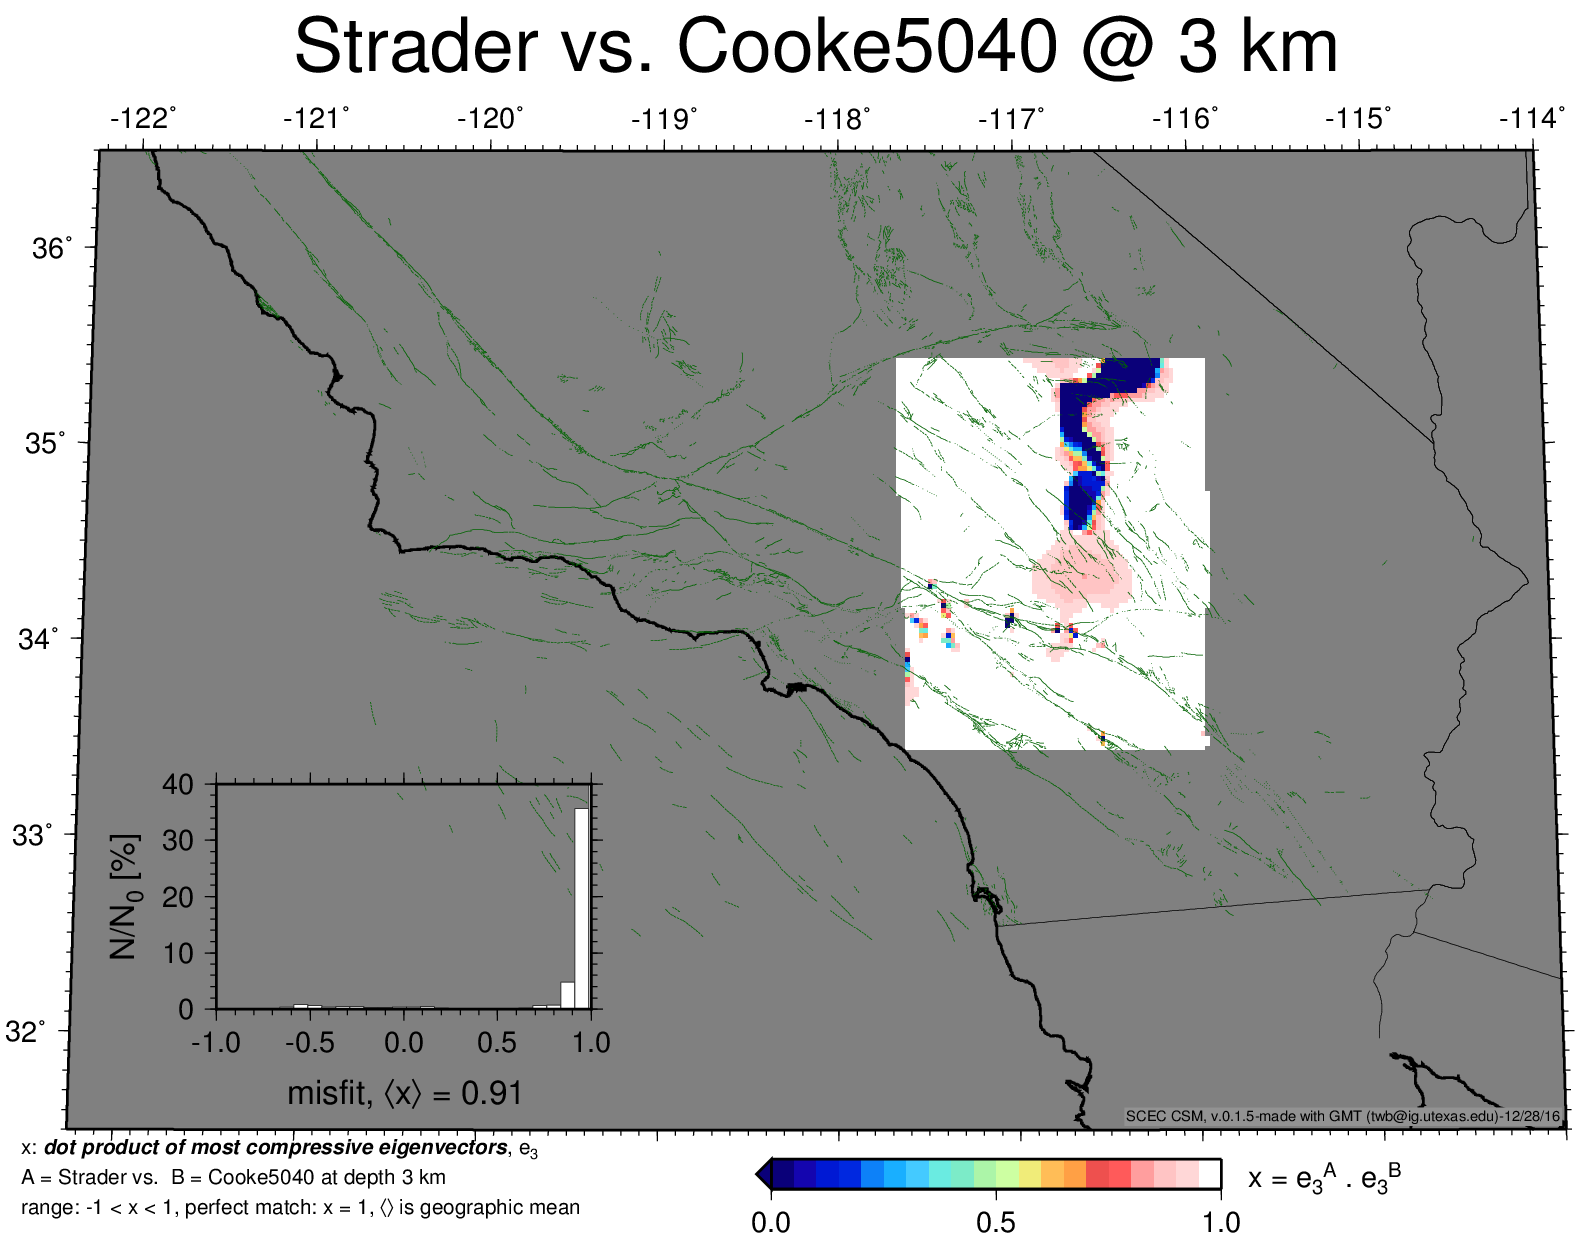 Strader vs. Cooke5040 @ 3 km
-122° -121° -120° -119° -118° -117° -116° -115° -114°
36°
35°
34°
33°
32°
40
30
20
10
0
N/N0 [%]
-1.0 -0.5 0.0 0.5 1.0
misfit, ⟨x⟩ = 0.91
SCEC CSM, v.0.1.5-made with GMT (twb@ig.utexas.edu)-12/28/16
x: dot product of most compressive eigenvectors, e3
A = Strader vs. B = Cooke5040 at depth 3 km
range: -1 < x < 1, perfect match: x = 1, ⟨⟩ is geographic mean
x = e3A . e3B
0.0 0.5 1.0